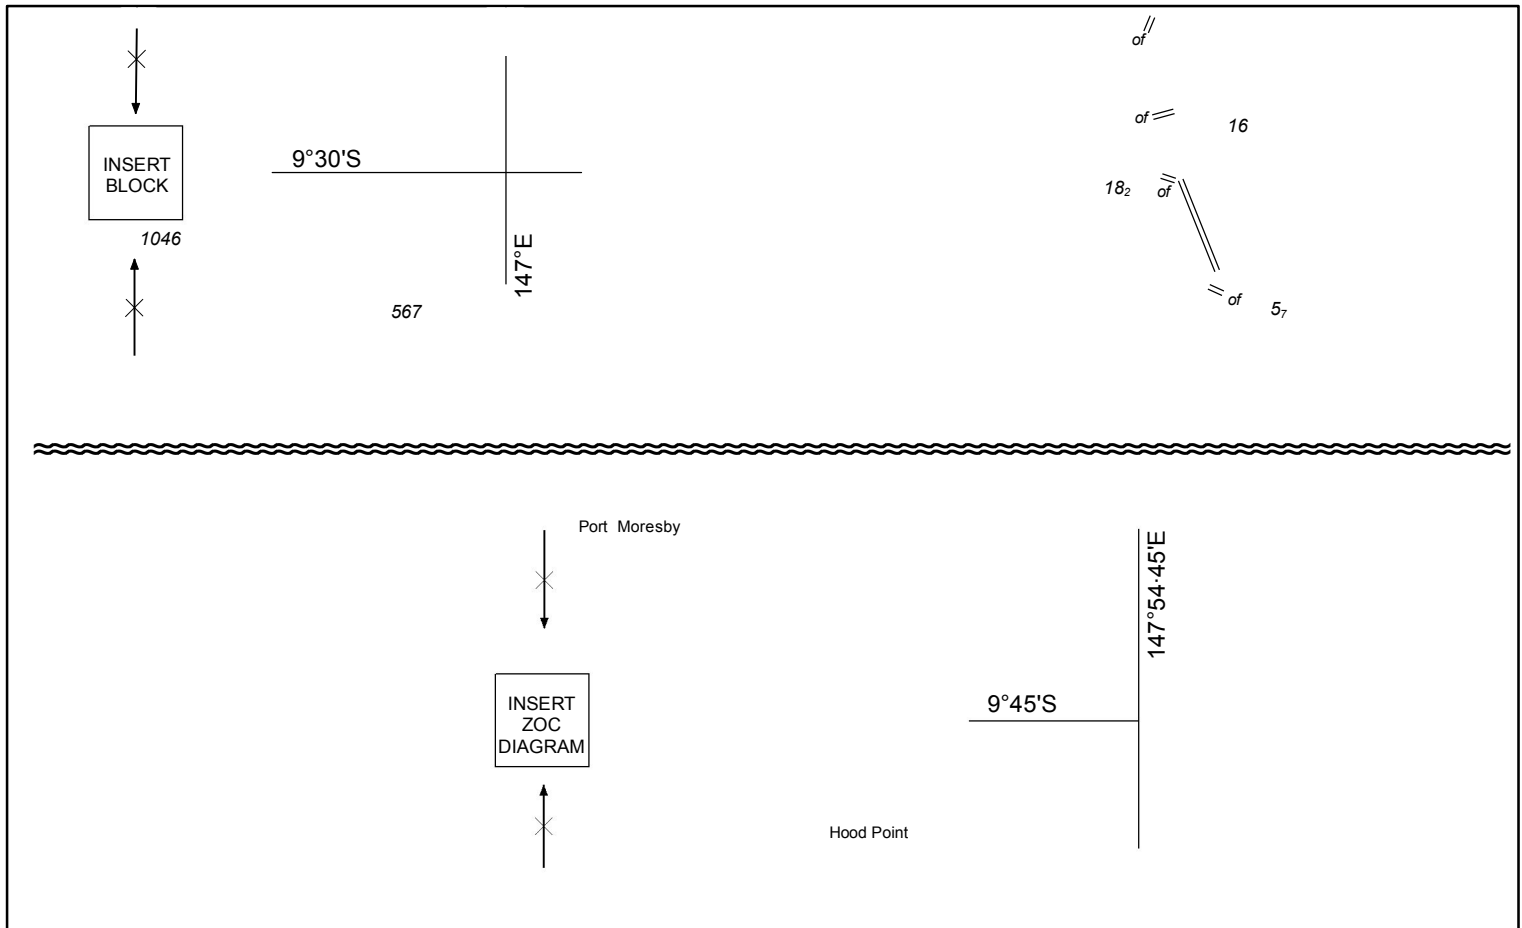 of
of
16
9°30'S
INSERT
BLOCK
18₂
of
1046
147°E
567
of
5₇
Port Moresby
147°54·45'E
INSERT
ZOC
DIAGRAM
9°45'S
Hood Point